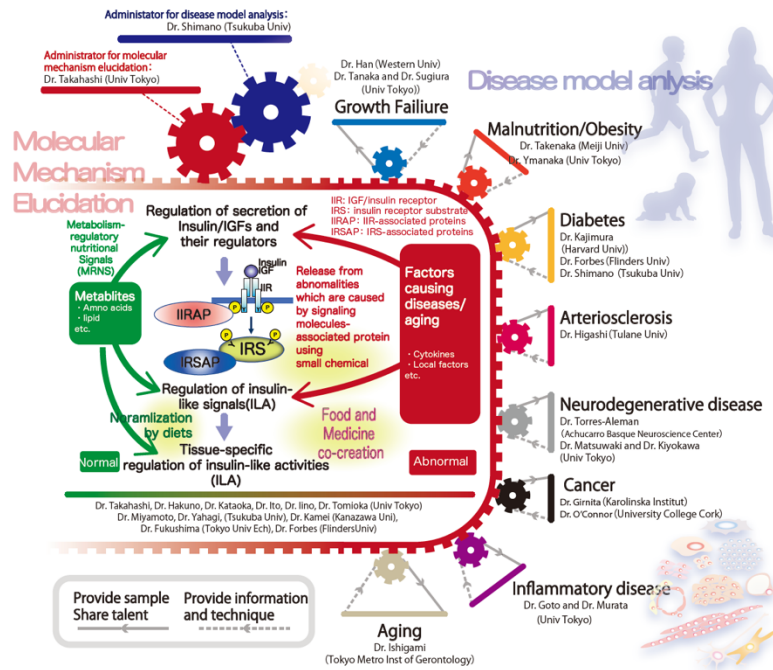 Administator for disease model analysis:
Dr. Shimano (Tsukuba Univ)
Administrator for molecular
mechanism elucidation:
Dr. Takahashi (Univ Tokyo)
Dr. Han (Western Univ)
Dr. Tanaka and Dr. Sugiura
(Univ Tokyo))
Growth Failiure
Disease model anlysis
Malnutrition/Obesity
Dr. Takenaka (Meiji Univ)
Dr. Ymanaka (Univ Tokyo)
Molecular
Mechanism
Elucidation
Regulation of secretion of
Insulin/IGFs and
their regulators
IIR: IGF/insulin receptor
IRS: insulin receptor substrate
IIRAP: IIR-associated proteins
IRSAP: IRS-associated proteins
Metabolism-
regulatory
nutritional
Signals
(MRNS)
Metablites
・Amno acids
・lipid
etc.
Insulin
IGF
IIR
P
P
IIRAP
P
P
IRS
IRSAP
Release from
abnomalities
which are caused
by signaling
molecules-
associated protein
using
small chemical
Factors
causing
diseases/
aging
・Cytokines
・Local factors
etc.
Regulation of insulin-
like signals(ILA)
Noramlization
by diets
Food and
Medicine
co-creation
Normal
Tissue-specific
regulation of insulin-like activities
(ILA)
Abnormal
Dr. Takahashi, Dr. Hakuno, Dr. Kataoka, Dr. Ito, Dr. Iino, Dr. Tomioka (Univ Tokyo)
Dr. Miyamoto, Dr. Yahagi, (Tsukuba Univ), Dr. Kamei (Kanazawa Uni),
Dr. Fukushima (Tokyo Univ Ech), Dr. Forbes (FlindersUniv)
Diabetes
Dr. Kajimura
(Harvard Univ))
Dr. Forbes (Flinders Univ)
Dr. Shimano (Tsukuba Univ)
Arteriosclerosis
Dr. Higashi (Tulane Univ)
Neurodegenerative disease
Dr. Torres-Aleman
(Achucarro Basque Neuroscience Center)
Dr. Matsuwaki and Dr. Kiyokawa
(Univ Tokyo)
Cancer
Dr. Girnita (Karolinska Institut)
Dr. O'Connor (University College Cork)
Inflammatory disease
Dr. Goto and Dr. Murata
(Univ Tokyo)
Aging
Dr. Ishigami
(Tokyo Metro Inst of Gerontology)
Provide sample
Share talent
Provide information
and technique